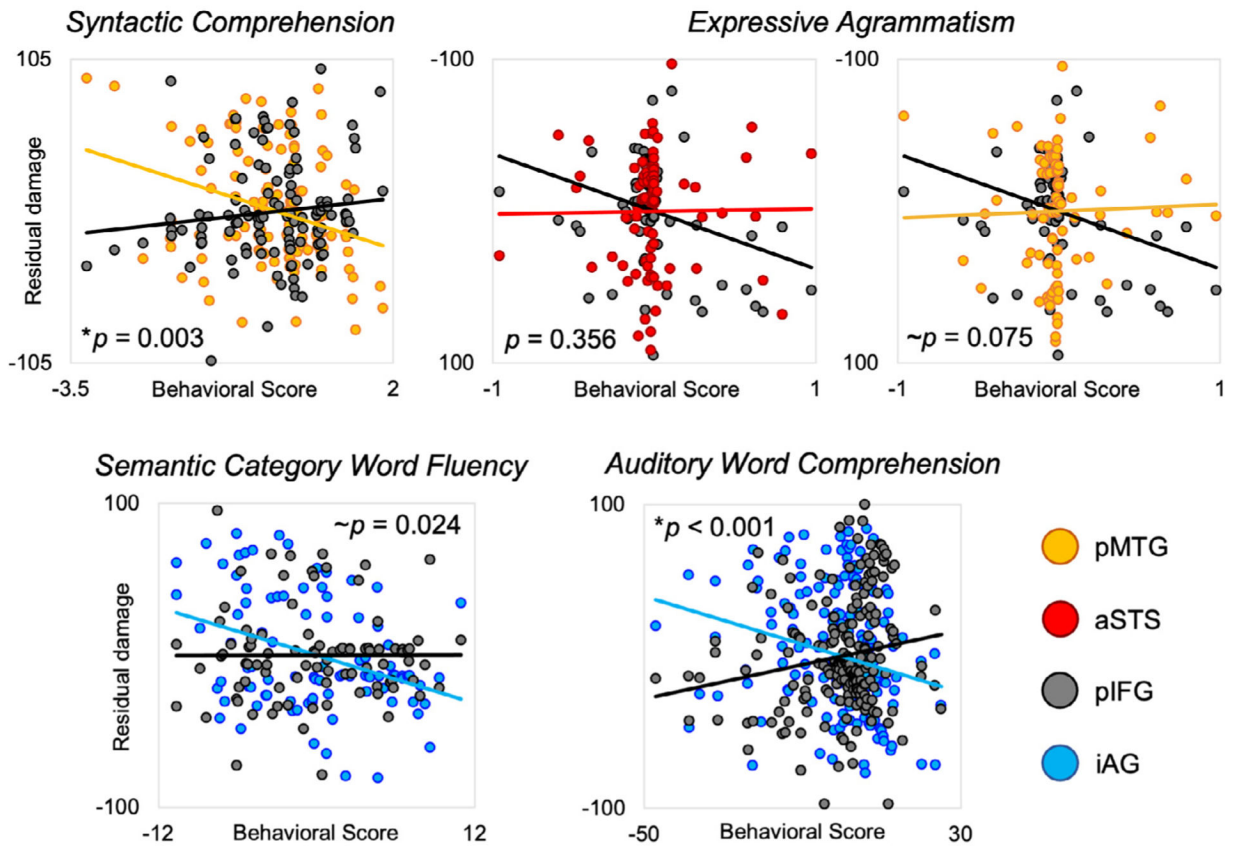 Syntactic Comprehension
Expressive Agrammatism
105
-100
-100
Residual damage
*p = 0.003
p = 0.356
~p = 0.075
-105
100
100
-3.5 Behavioral Score 2
-1 Behavioral Score 1
-1 Behavioral Score 1
Semantic Category Word Fluency
Auditory Word Comprehension
100
100
~p = 0.024
*p < 0.001
Residual damage
-100
-100
-12 Behavioral Score 12
-50 Behavioral Score 30
pMTG
aSTS
pIFG
iAG